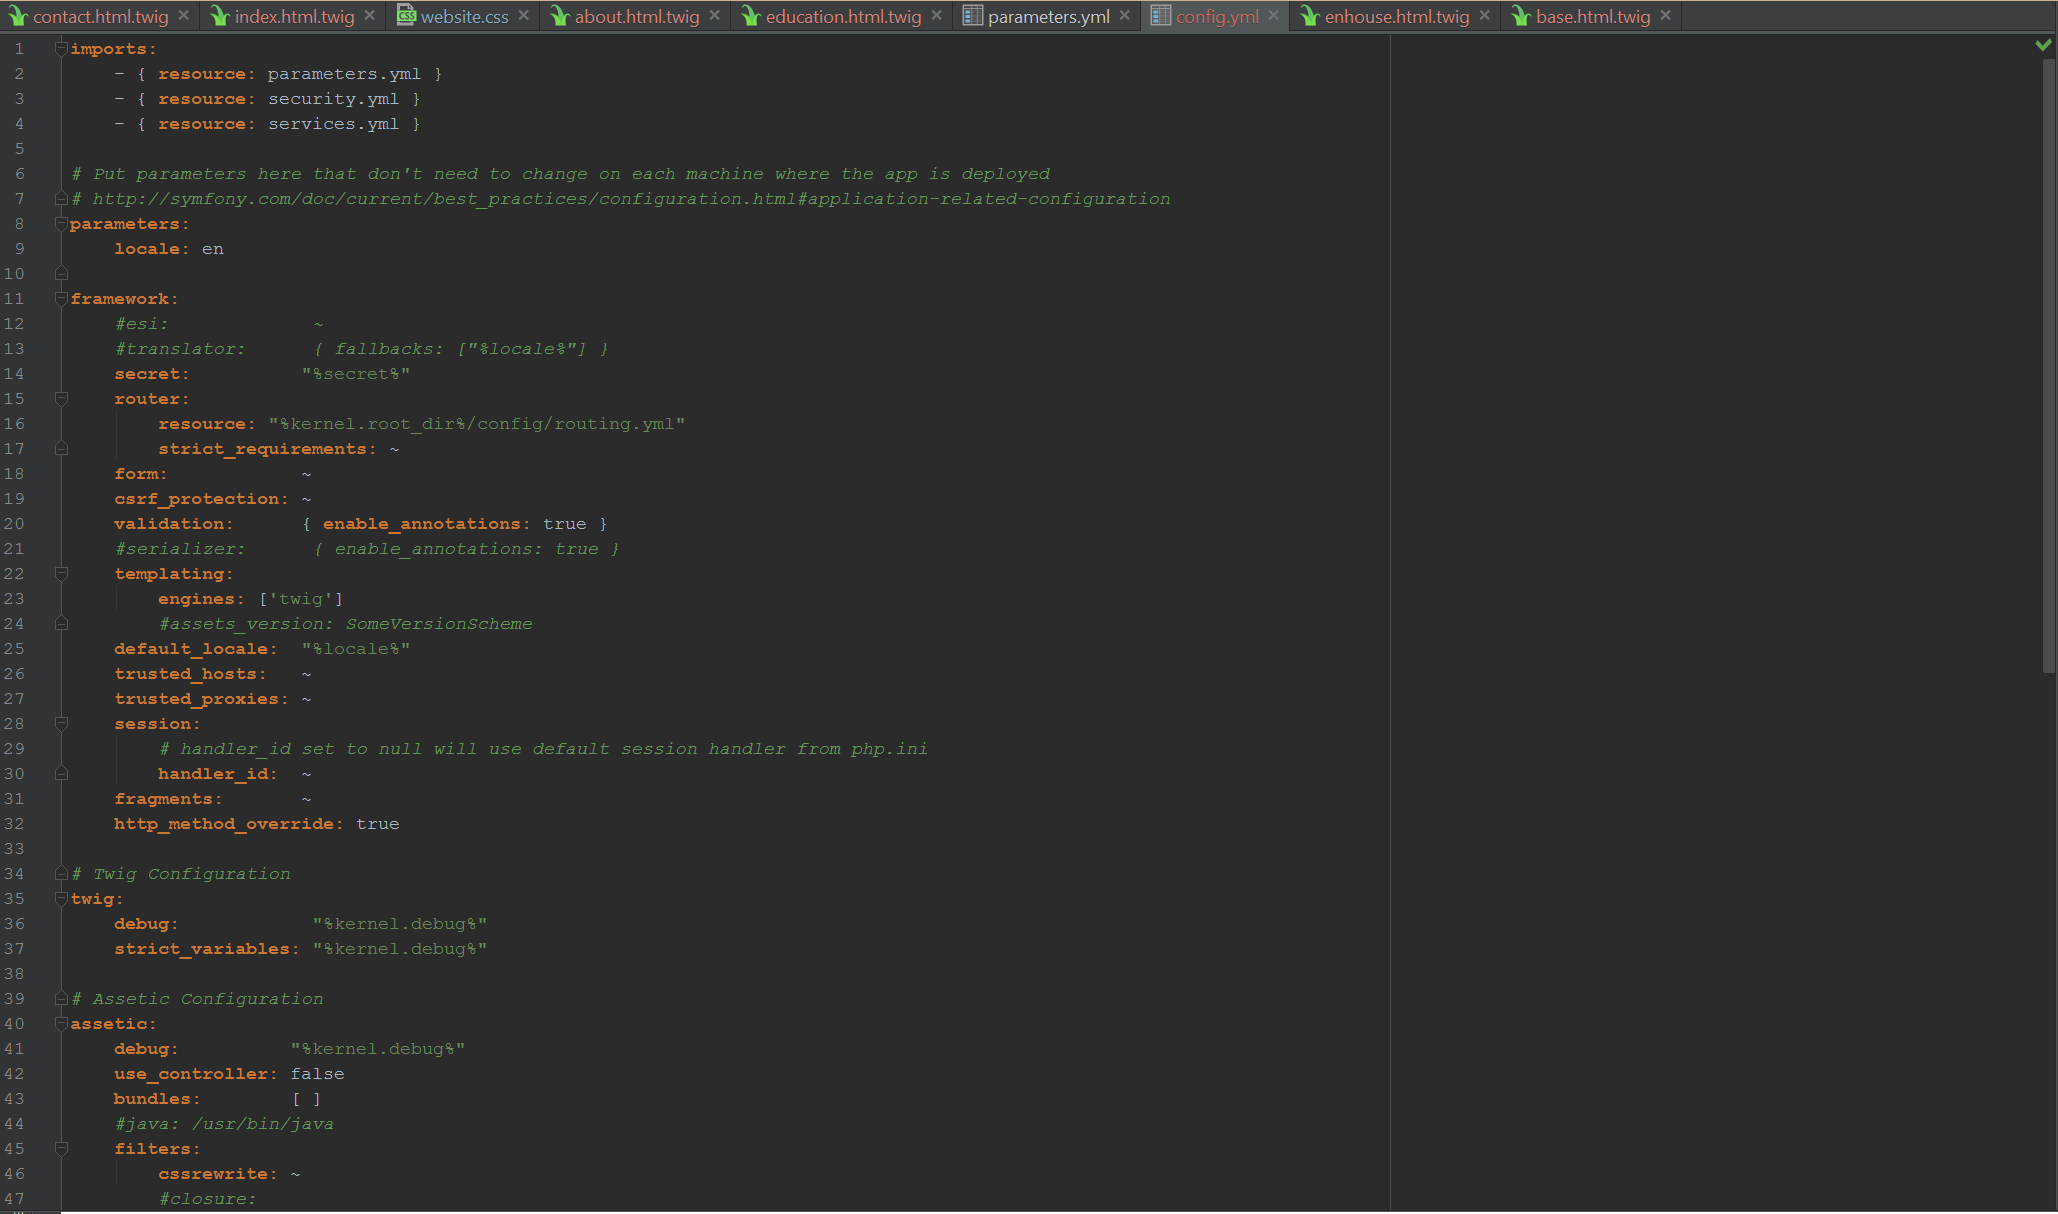 contact.html.twig index.html.twig CSS website.css about.html.twig education.html.twig parameters.yml config.yml enhouse.html.twig base.html.twig
1 imports:
2     - { resource: parameters.yml }
3     - { resource: security.yml }
4     - { resource: services.yml }
5
6 # Put parameters here that don't need to change on each machine where the app is deployed
7 # http://symfony.com/doc/current/best_practices/configuration.html#application-related-configuration
8 parameters:
9     locale: en
10
11 framework:
12     #esi:             ~
13     #translator:      { fallbacks: ["%locale%"] }
14     secret:          "%secret%"
15     router:
16         resource: "%kernel.root_dir%/config/routing.yml"
17         strict_requirements: ~
18     form:            ~
19     csrf_protection: ~
20     validation:      { enable_annotations: true }
21     #serializer:      { enable_annotations: true }
22     templating:
23         engines: ['twig']
24         #assets_version: SomeVersionScheme
25     default_locale:  "%locale%"
26     trusted_hosts:   ~
27     trusted_proxies: ~
28     session:
29         # handler_id set to null will use default session handler from php.ini
30         handler_id:  ~
31     fragments:       ~
32     http_method_override: true
33
34 # Twig Configuration
35 twig:
36     debug:            "%kernel.debug%"
37     strict_variables: "%kernel.debug%"
38
39 # Assetic Configuration
40 assetic:
41     debug:          "%kernel.debug%"
42     use_controller: false
43     bundles:        [ ]
44     #java: /usr/bin/java
45     filters:
46         cssrewrite: ~
47         #closure: